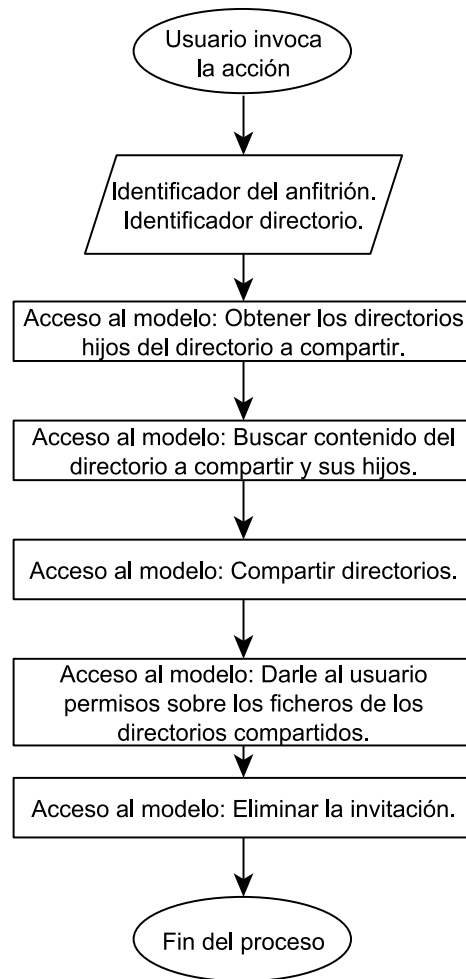 Usuario invoca
la acción
Identificador del anfitrión.
Identificador directorio.
Acceso al modelo: Obtener los directorios
hijos del directorio a compartir.
Acceso al modelo: Buscar contenido del
directorio a compartir y sus hijos.
Acceso al modelo: Compartir directorios.
Acceso al modelo: Darle al usuario
permisos sobre los ficheros de los
directorios compartidos.
Acceso al modelo: Eliminar la invitación.
Fin del proceso